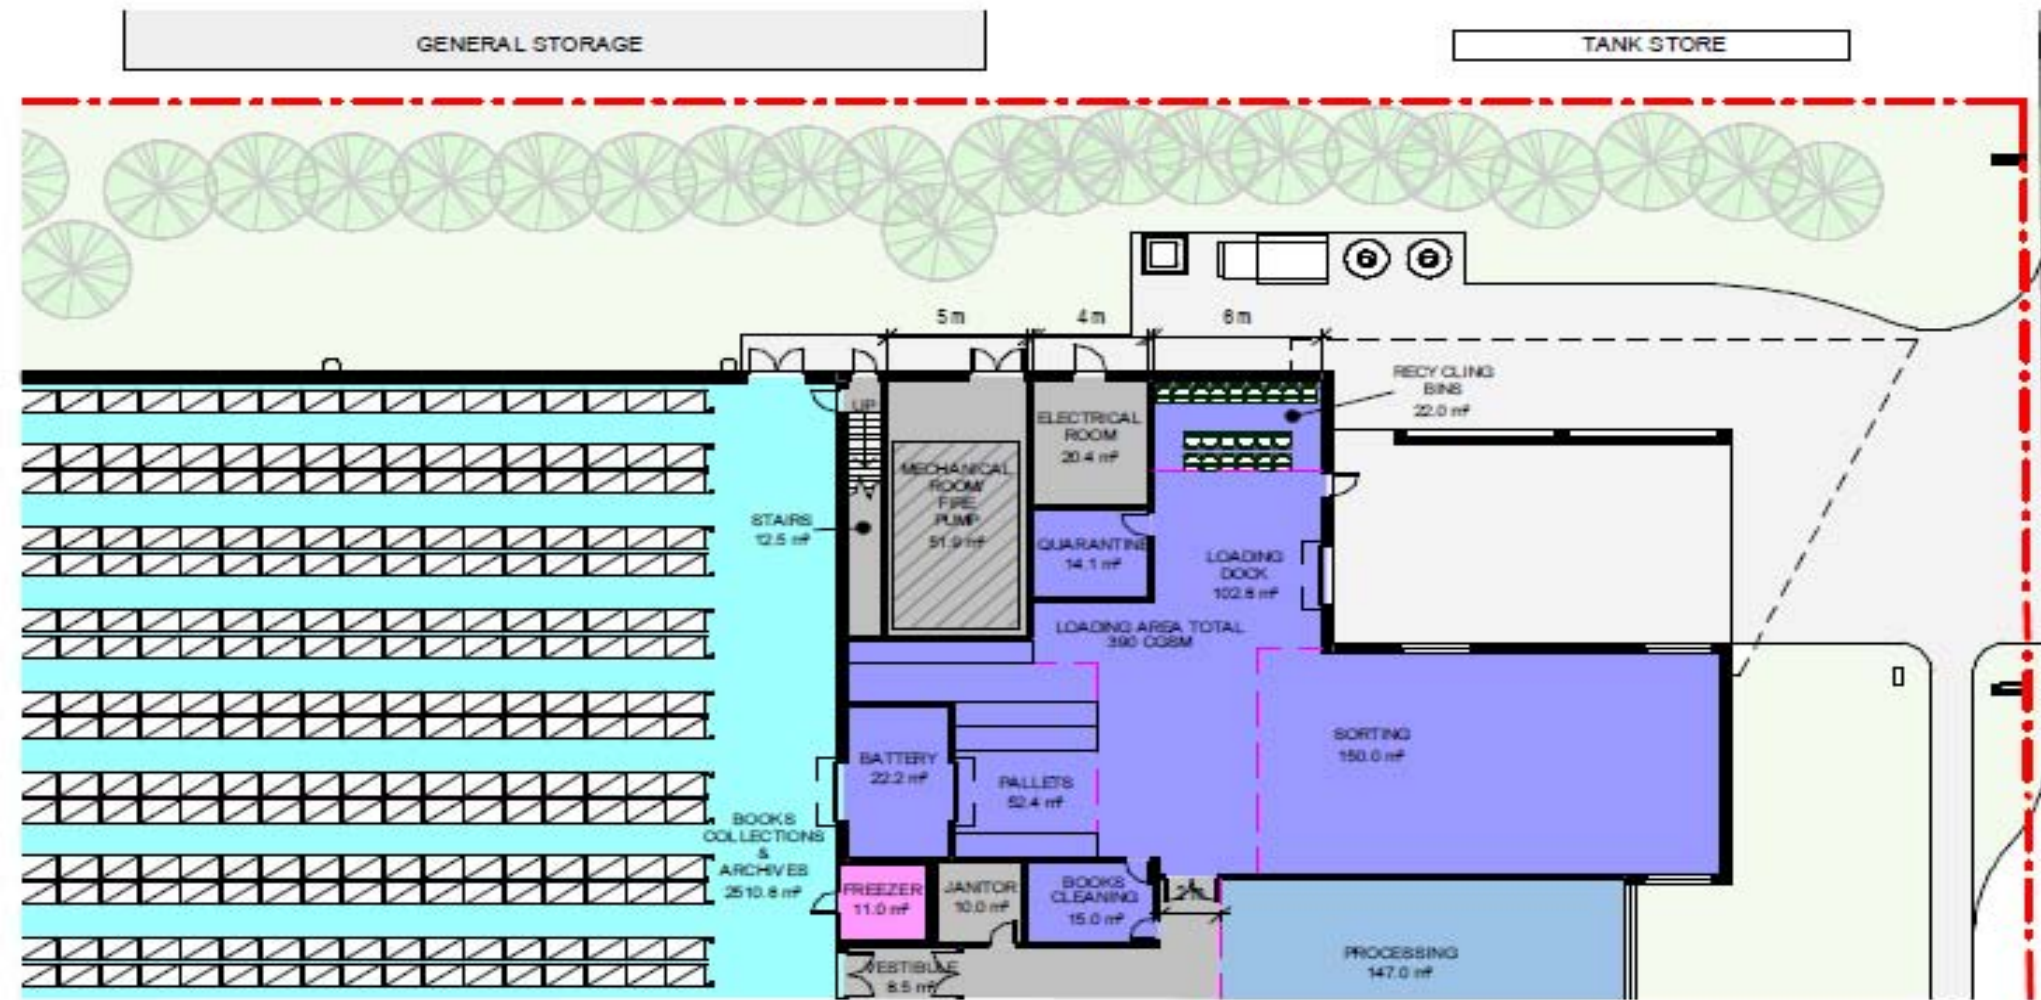 GENERAL STORAGE
TANK STORE
5 m
4 m
6 m
RECYCLING
BINS
22.0 m²
UP
ELECTRICAL
ROOM
20.4 m²
MECHANICAL
ROOM/
FIRE
PUMP
51.9 m²
STAIRS
12.5 m²
QUARANTINE
14.1 m²
LOADING
DOCK
102.8 m²
LOADING AREA TOTAL
390 CGSM
SORTING
150.0 m²
BATTERY
22.2 m²
PALLETS
52.4 m²
BOOKS
COLLECTIONS
&
ARCHIVES
2510.8 m²
FREEZER
11.0 m²
JANITOR
10.0 m²
BOOKS
CLEANING
15.0 m²
PROCESSING
147.0 m²
VESTIBULE
8.5 m²